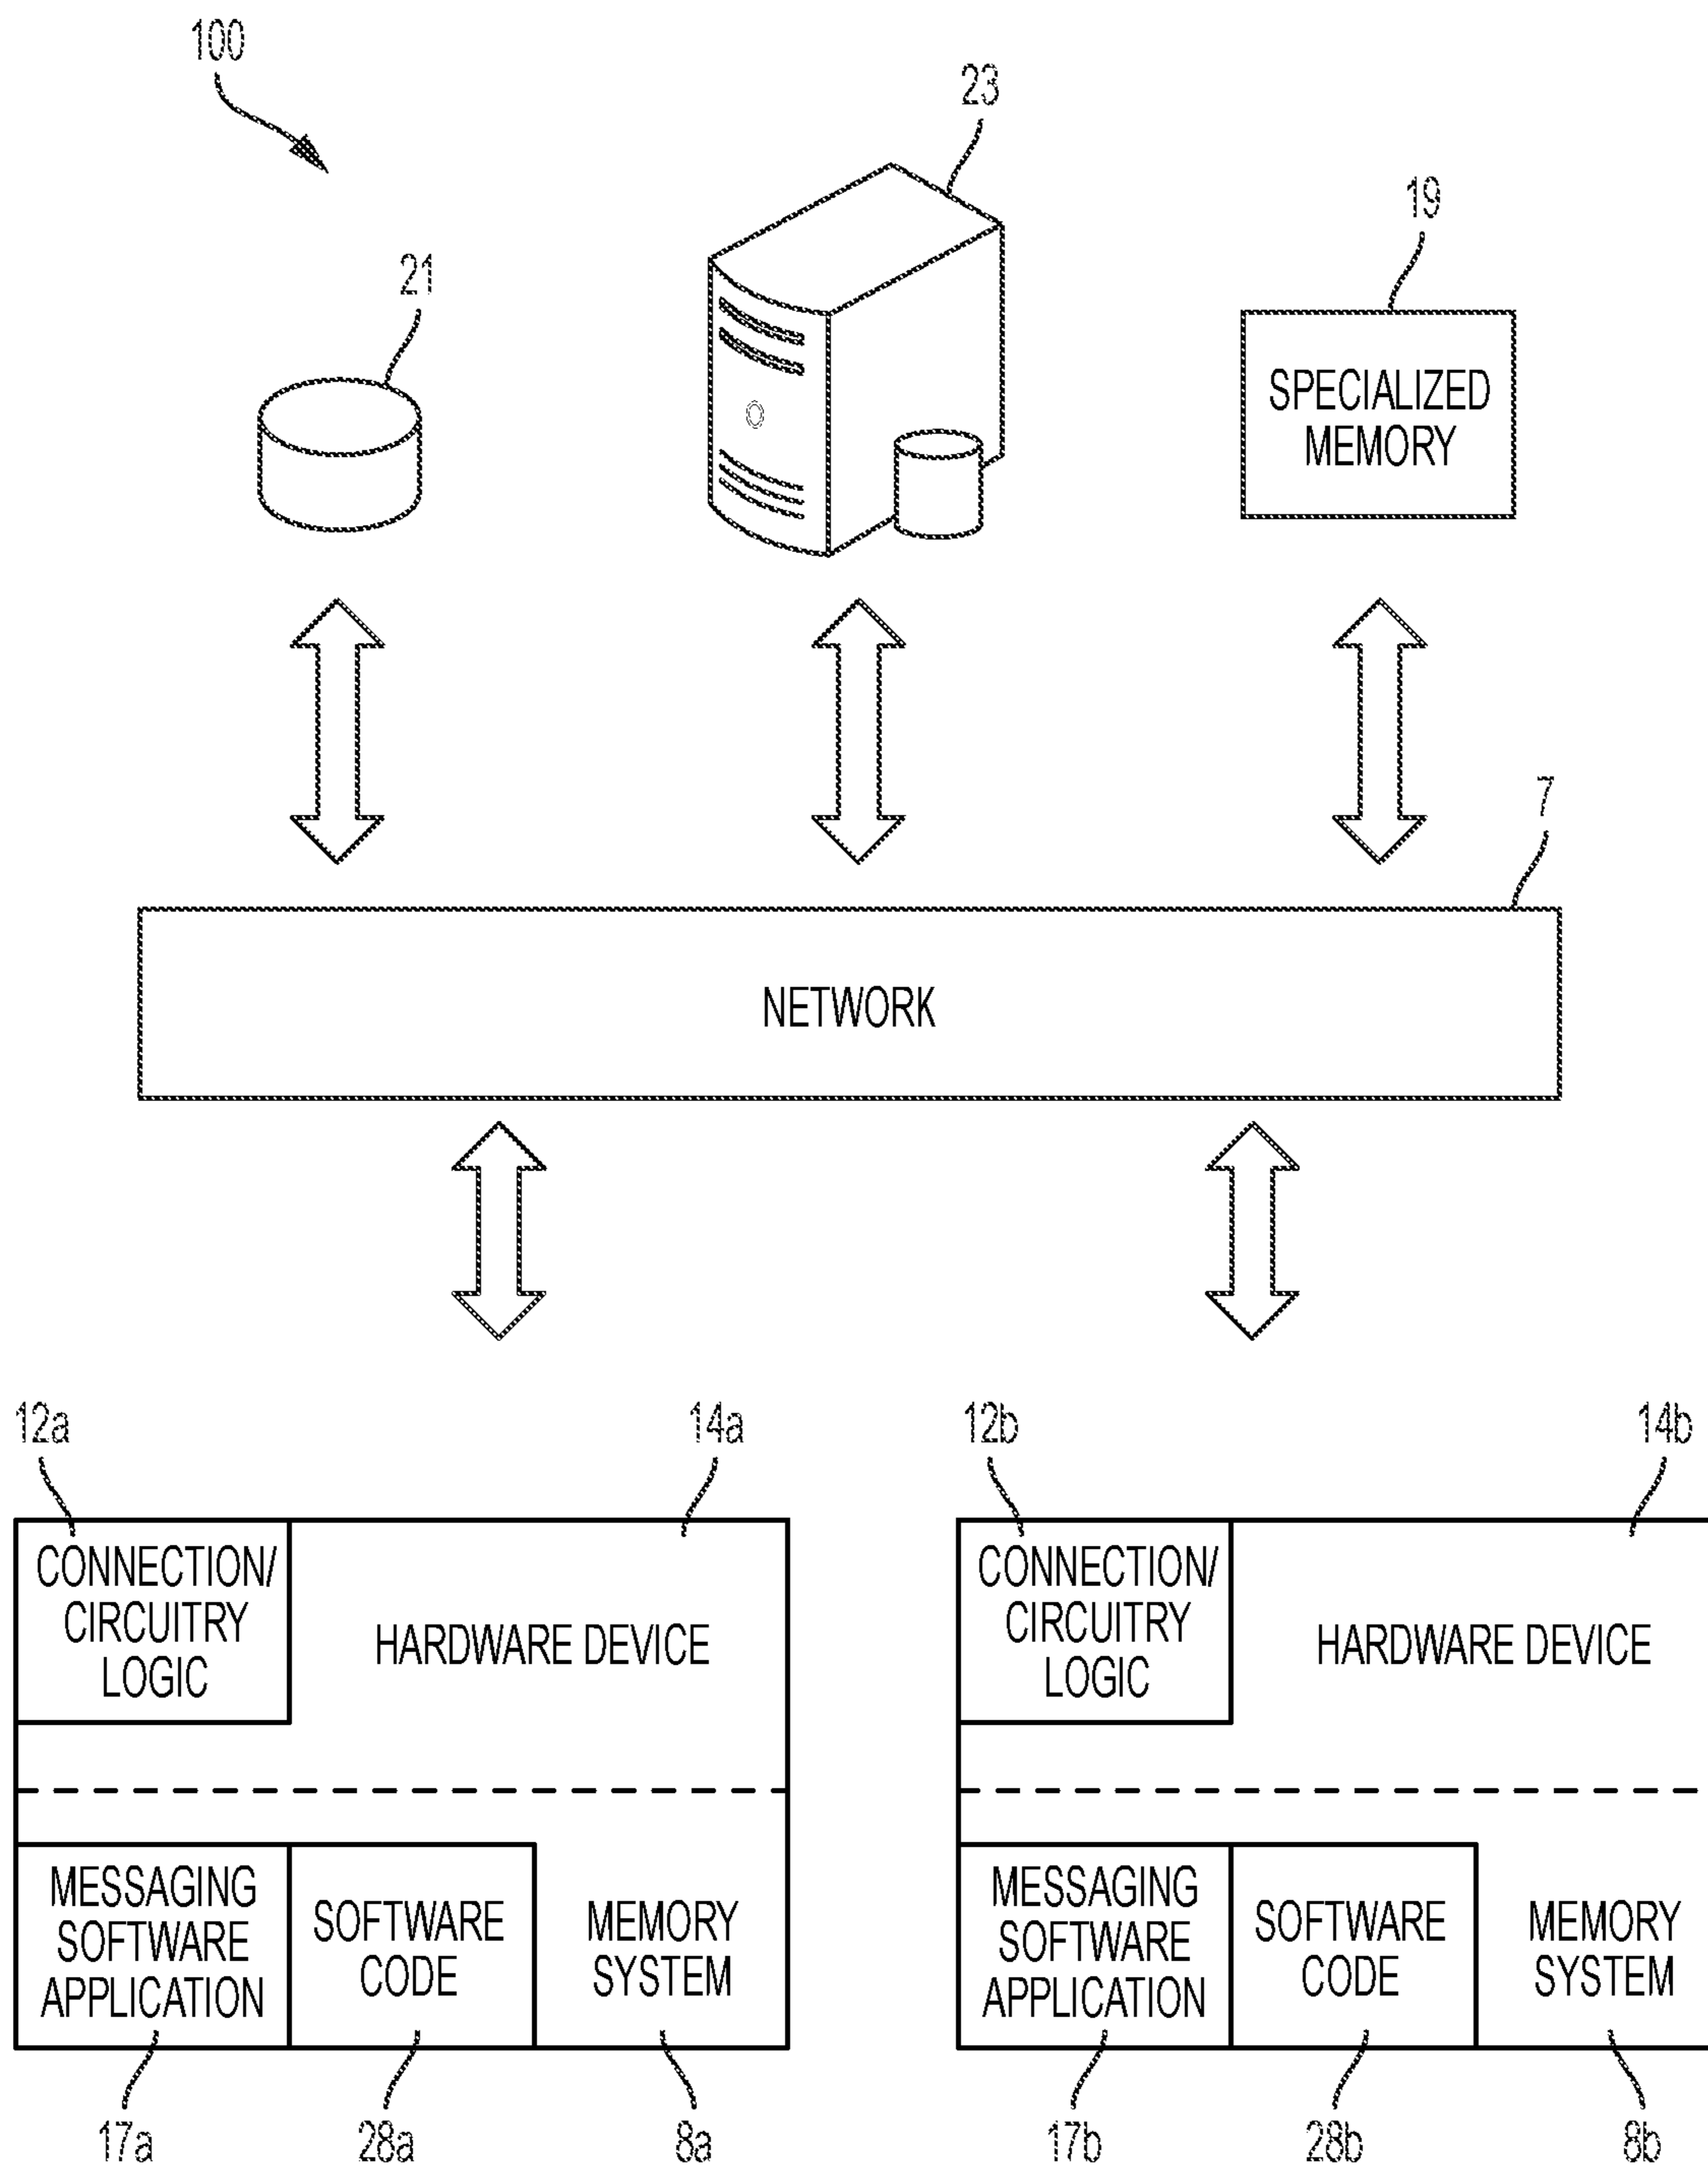 100
23
19
21
SPECIALIZED
MEMORY
7
NETWORK
12a
14a
12b
14b
CONNECTION/
CIRCUITRY
LOGIC
HARDWARE DEVICE
CONNECTION/
CIRCUITRY
LOGIC
HARDWARE DEVICE
MESSAGING
SOFTWARE
APPLICATION
SOFTWARE
CODE
MEMORY
SYSTEM
MESSAGING
SOFTWARE
APPLICATION
SOFTWARE
CODE
MEMORY
SYSTEM
17a
28a
8a
17b
28b
8b